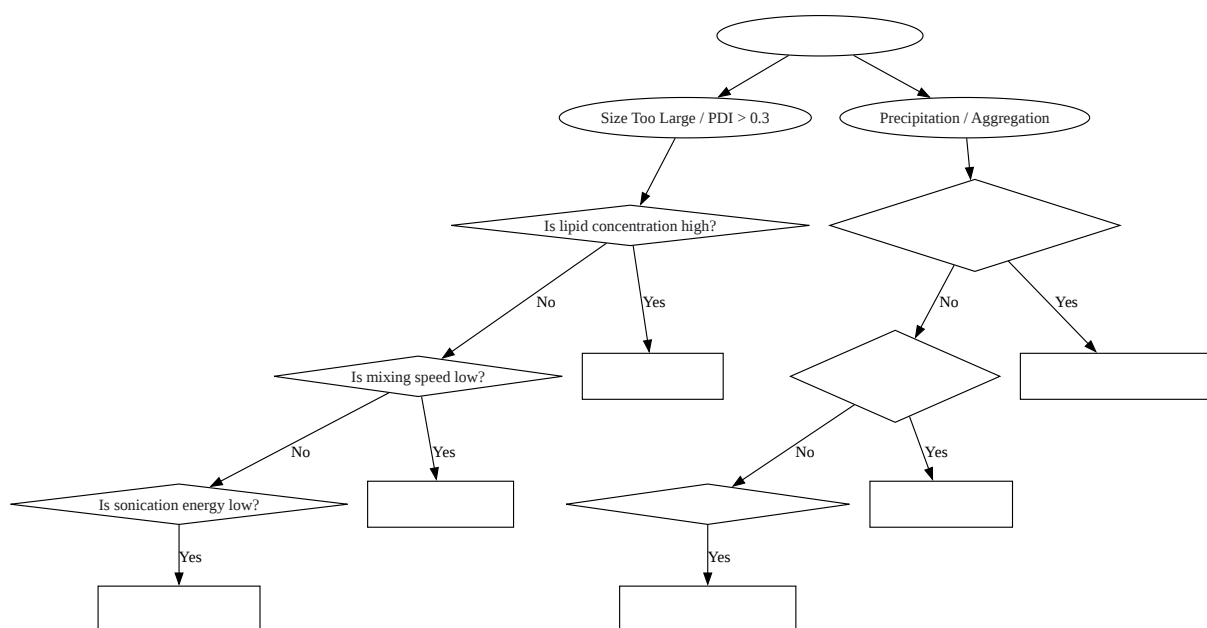 Size Too Large / PDI > 0.3
Precipitation / Aggregation
Is lipid concentration high?
No
Yes
No
Yes
Is mixing speed low?
No
Yes
No
Yes
Is sonication energy low?
Yes
Yes